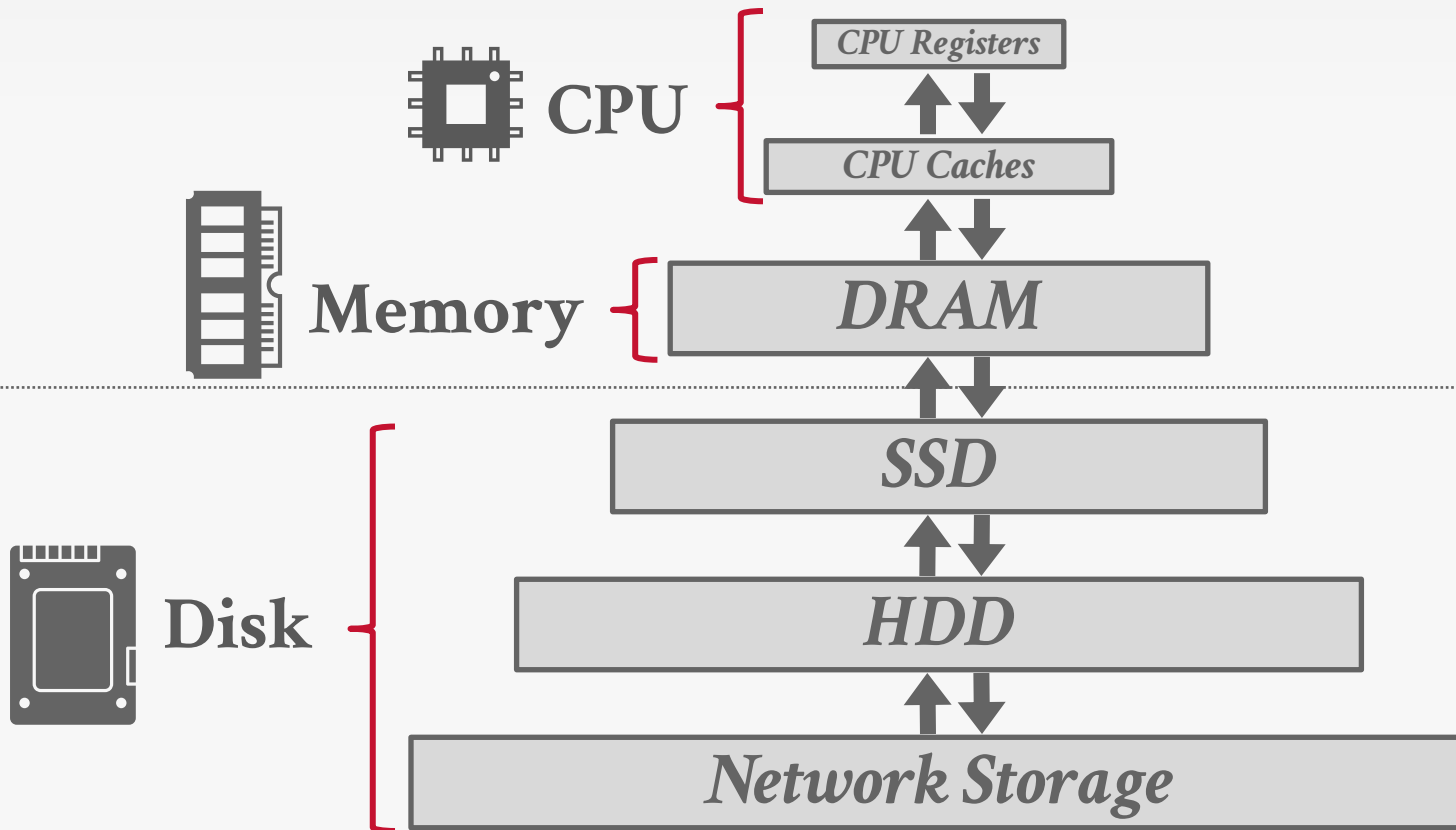 CPU Registers
CPU
CPU Caches
Memory
DRAM
SSD
Disk
HDD
Network Storage